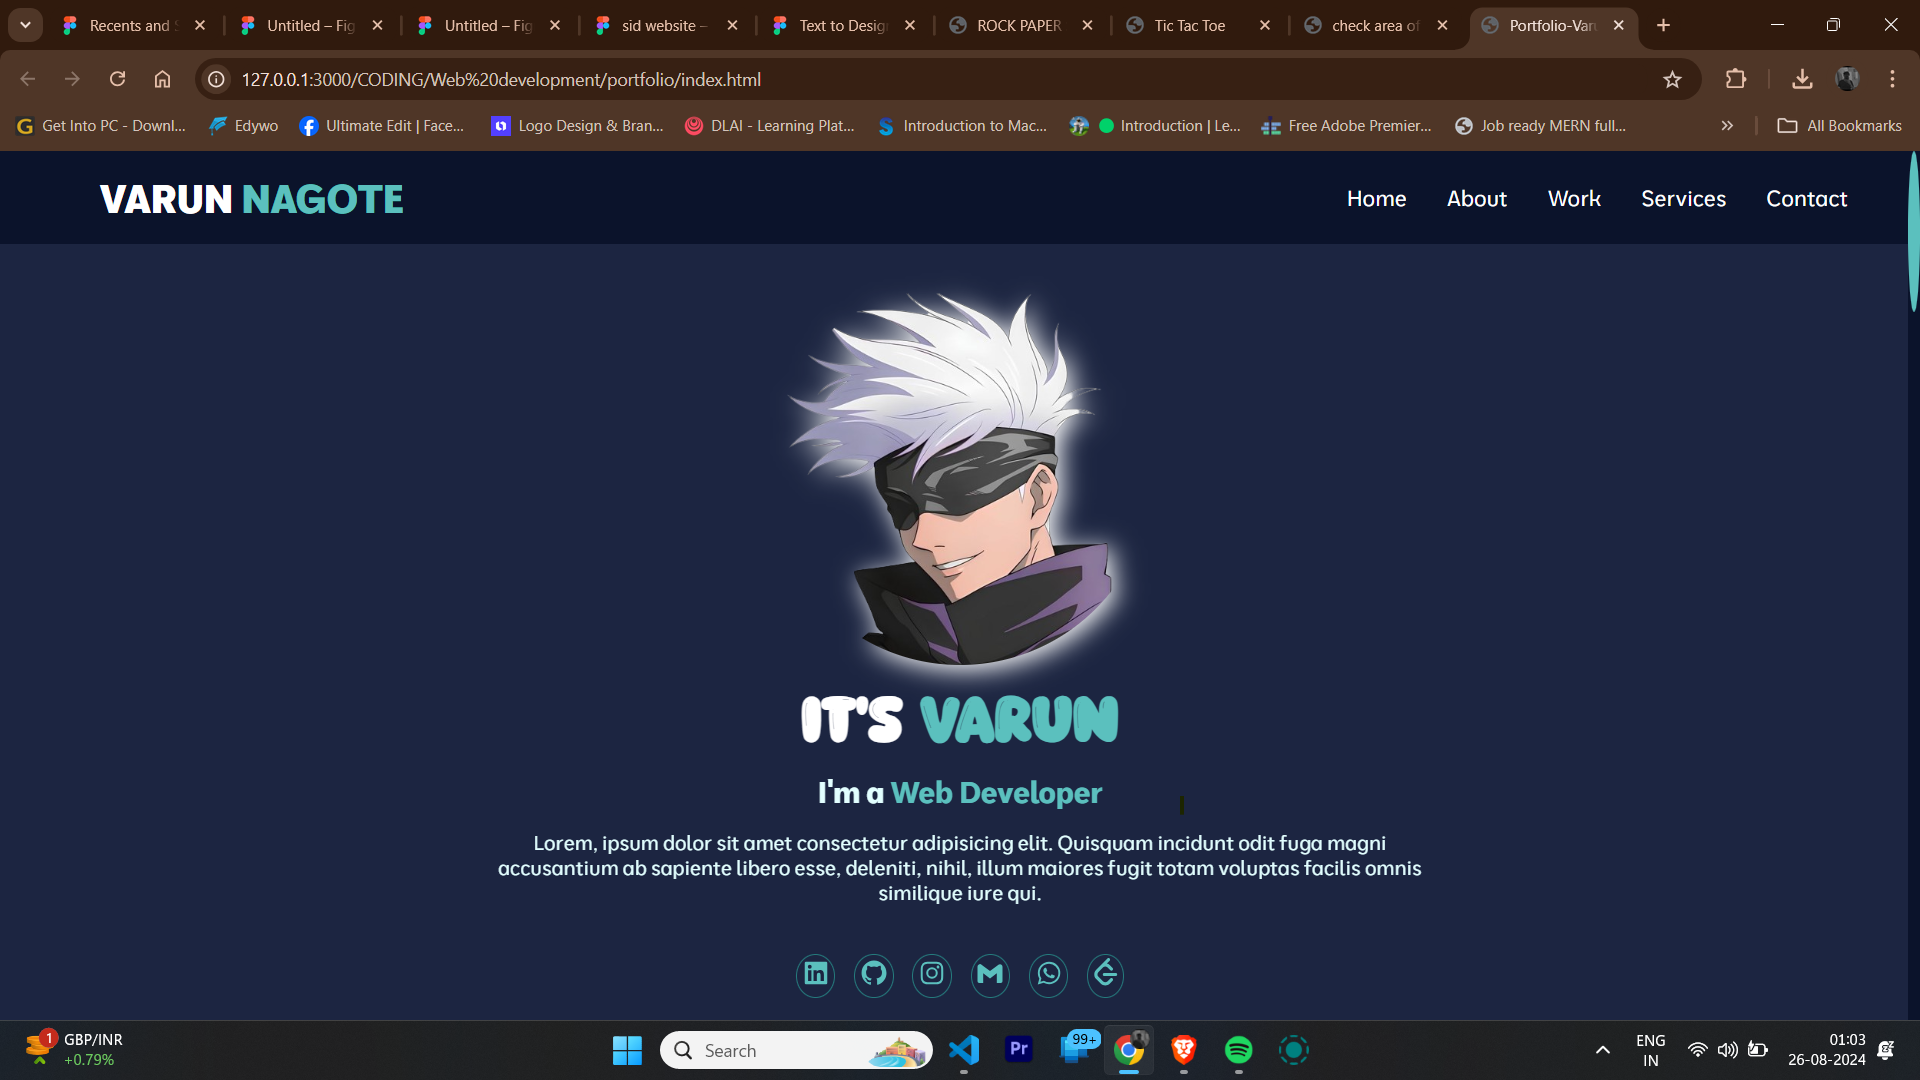 Recents and S
Untitled – Fig
Untitled – Fig
sid website –
Text to Desig
ROCK PAPER
Tic Tac Toe
check area of
Portfolio-Var
127.0.0.1:3000/CODING/Web%20development/portfolio/index.html
Get Into PC - Downl...
Edywo
Ultimate Edit | Face...
Logo Design & Bran...
DLAI - Learning Plat...
Introduction to Mac...
Introduction | Le...
Free Adobe Premier...
Job ready MERN full...
All Bookmarks
VARUN NAGOTE
Home
About
Work
Services
Contact
IT'S VARUN
I'm a Web Developer
Lorem, ipsum dolor sit amet consectetur adipisicing elit. Quisquam incidunt odit fuga magni
accusantium ab sapiente libero esse, deleniti, nihil, illum maiores fugit totam voluptas facilis omnis
similique iure qui.
1
GBP/INR
+0.79%
Search
Pr
99+
ENG
IN
01:03
26-08-2024